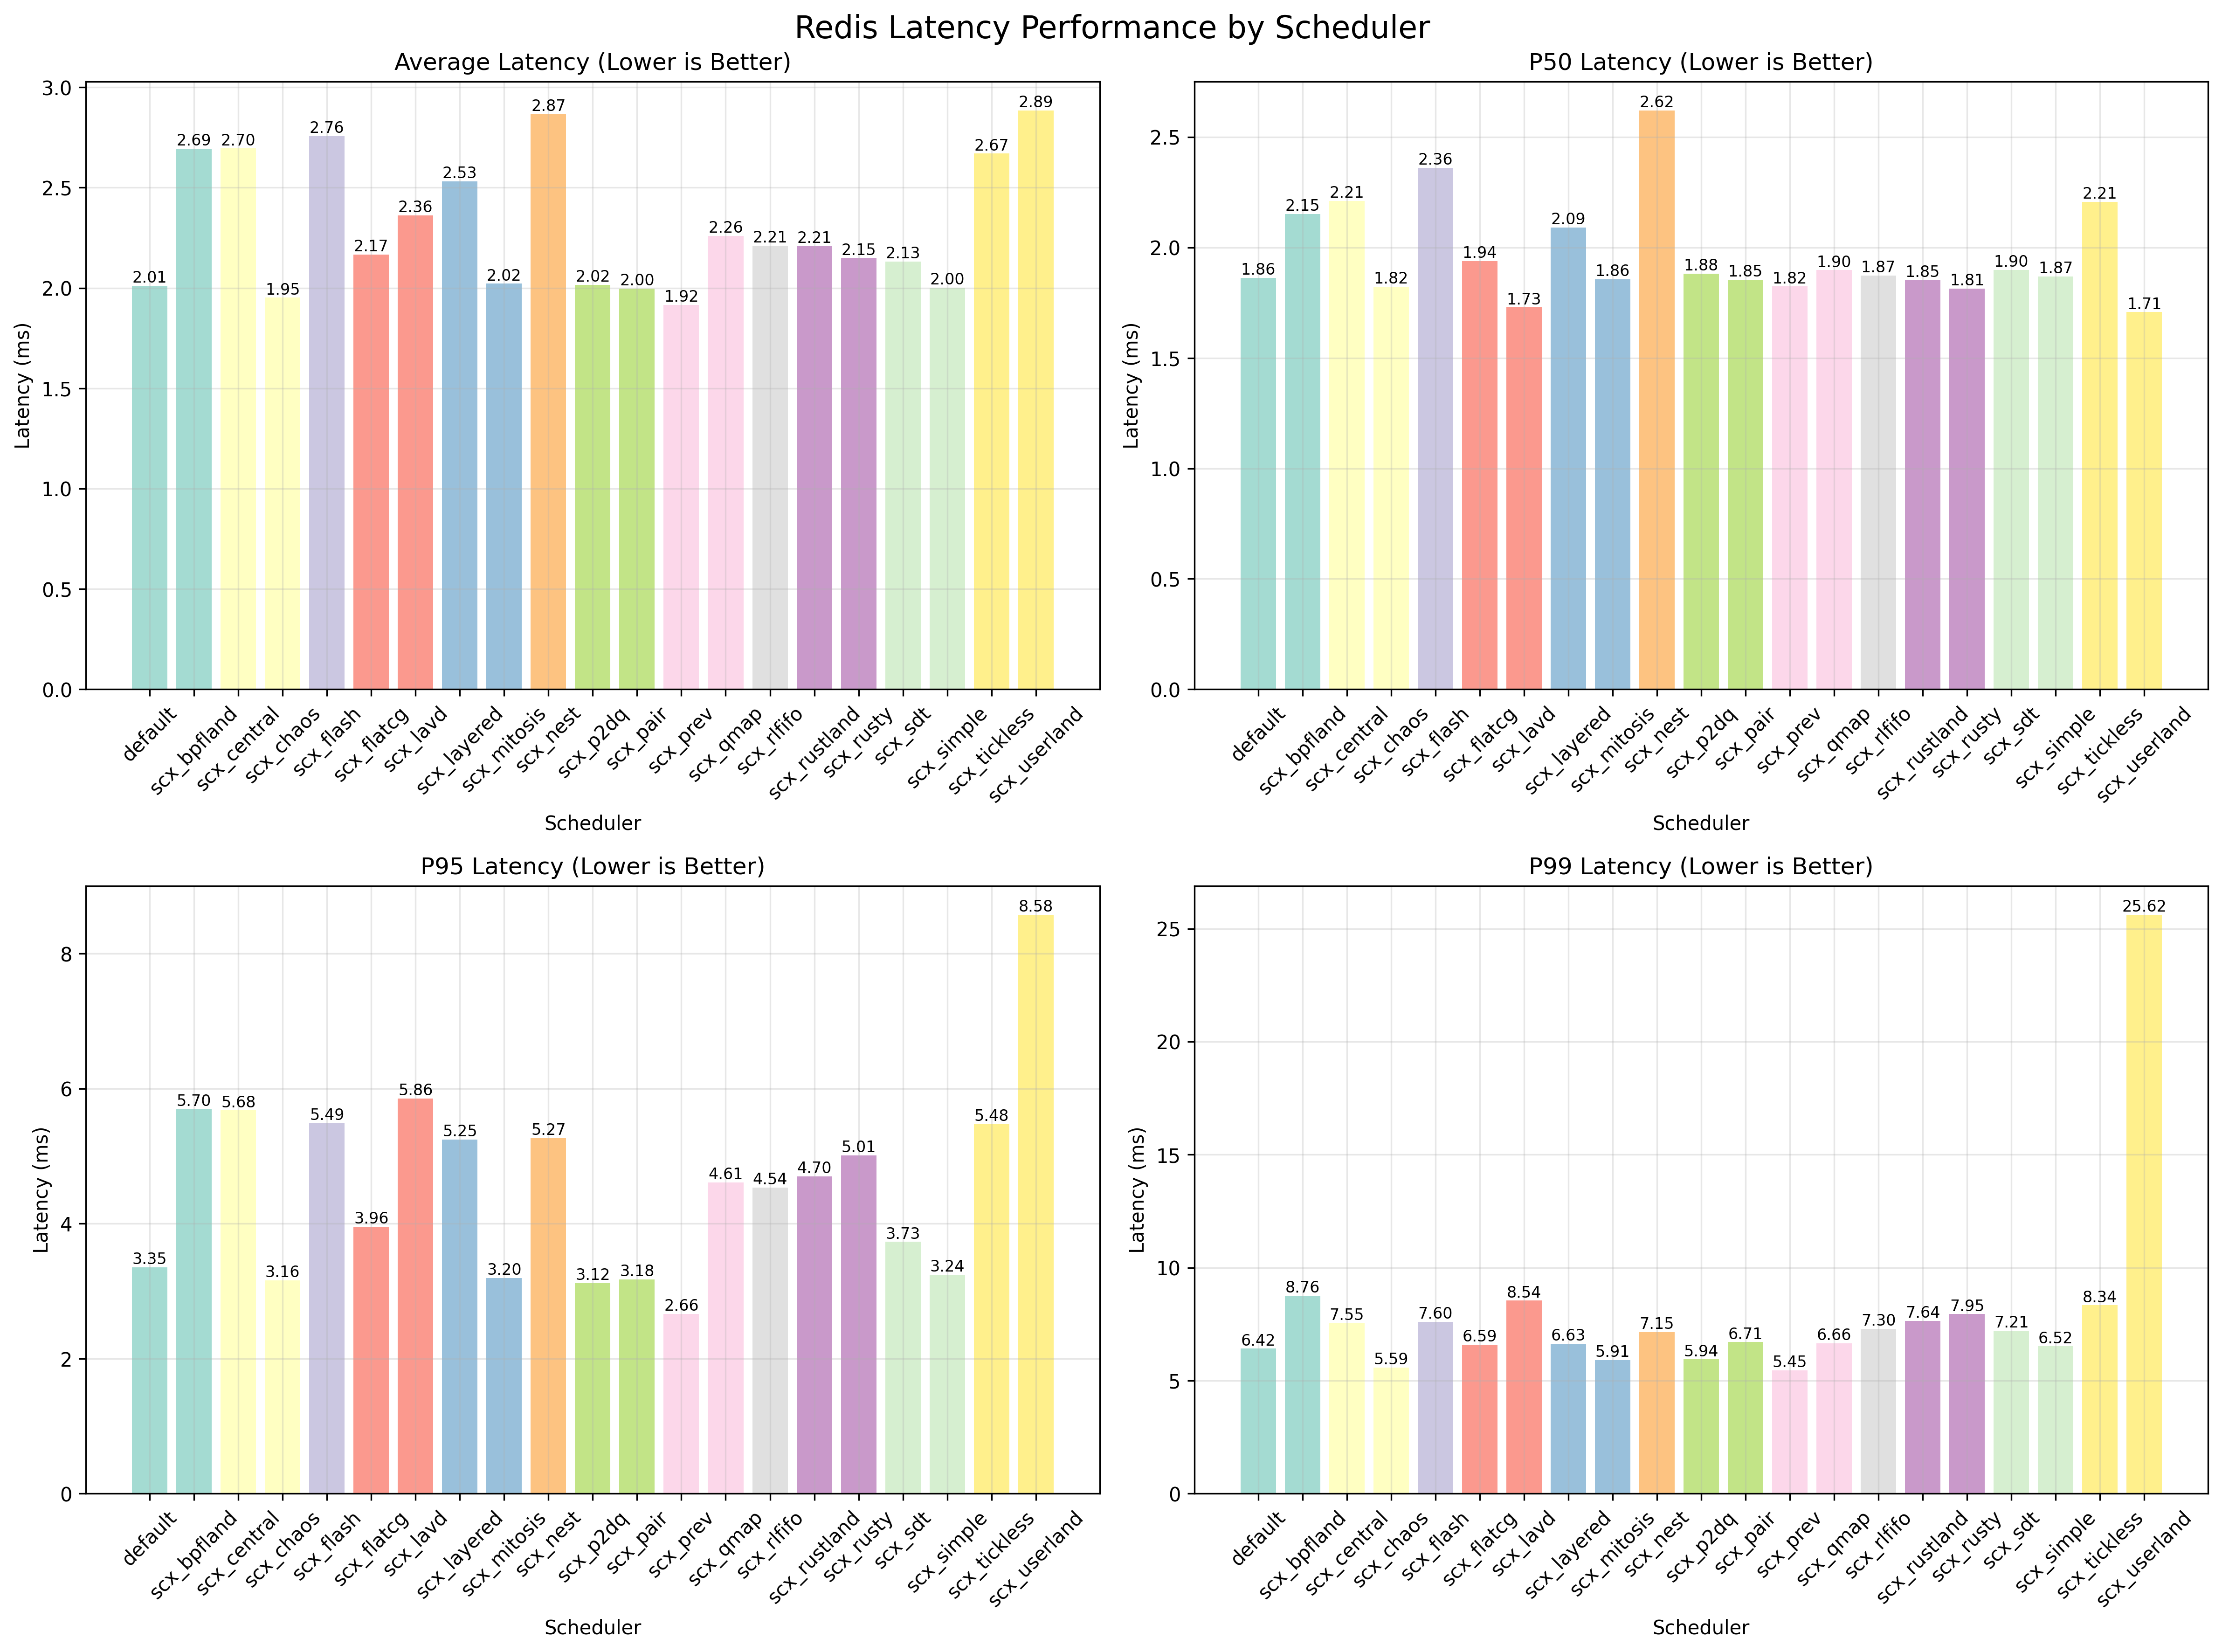 Redis Latency Performance by Scheduler
Average Latency (Lower is Better)
Latency (ms)
3.0
2.5
2.0
1.5
1.0
0.5
0.0
2.01
2.69
2.70
1.95
2.76
2.17
2.36
2.53
2.02
2.87
2.02
2.00
1.92
2.26
2.21
2.21
2.15
2.13
2.00
2.67
2.89
default
scx_bpfland
scx_central
scx_chaos
scx_flash
scx_flatcg
scx_lavd
scx_layered
scx_mitosis
scx_nest
scx_p2dq
scx_pair
scx_prev
scx_qmap
scx_rlfifo
scx_rustland
scx_rusty
scx_sdt
scx_simple
scx_tickless
scx_userland
Scheduler
P50 Latency (Lower is Better)
Latency (ms)
2.5
2.0
1.5
1.0
0.5
0.0
1.86
2.15
2.21
1.82
2.36
1.94
1.73
2.09
1.86
2.62
1.88
1.85
1.82
1.90
1.87
1.85
1.81
1.90
1.87
2.21
1.71
default
scx_bpfland
scx_central
scx_chaos
scx_flash
scx_flatcg
scx_lavd
scx_layered
scx_mitosis
scx_nest
scx_p2dq
scx_pair
scx_prev
scx_qmap
scx_rlfifo
scx_rustland
scx_rusty
scx_sdt
scx_simple
scx_tickless
scx_userland
Scheduler
P95 Latency (Lower is Better)
Latency (ms)
8
6
4
2
0
3.35
5.70
5.68
3.16
5.49
3.96
5.86
5.25
3.20
5.27
3.12
3.18
2.66
4.61
4.54
4.70
5.01
3.73
3.24
5.48
8.58
default
scx_bpfland
scx_central
scx_chaos
scx_flash
scx_flatcg
scx_lavd
scx_layered
scx_mitosis
scx_nest
scx_p2dq
scx_pair
scx_prev
scx_qmap
scx_rlfifo
scx_rustland
scx_rusty
scx_sdt
scx_simple
scx_tickless
scx_userland
Scheduler
P99 Latency (Lower is Better)
Latency (ms)
25
20
15
10
5
0
6.42
8.76
7.55
5.59
7.60
6.59
8.54
6.63
5.91
7.15
5.94
6.71
5.45
6.66
7.30
7.64
7.95
7.21
6.52
8.34
25.62
default
scx_bpfland
scx_central
scx_chaos
scx_flash
scx_flatcg
scx_lavd
scx_layered
scx_mitosis
scx_nest
scx_p2dq
scx_pair
scx_prev
scx_qmap
scx_rlfifo
scx_rustland
scx_rusty
scx_sdt
scx_simple
scx_tickless
scx_userland
Scheduler